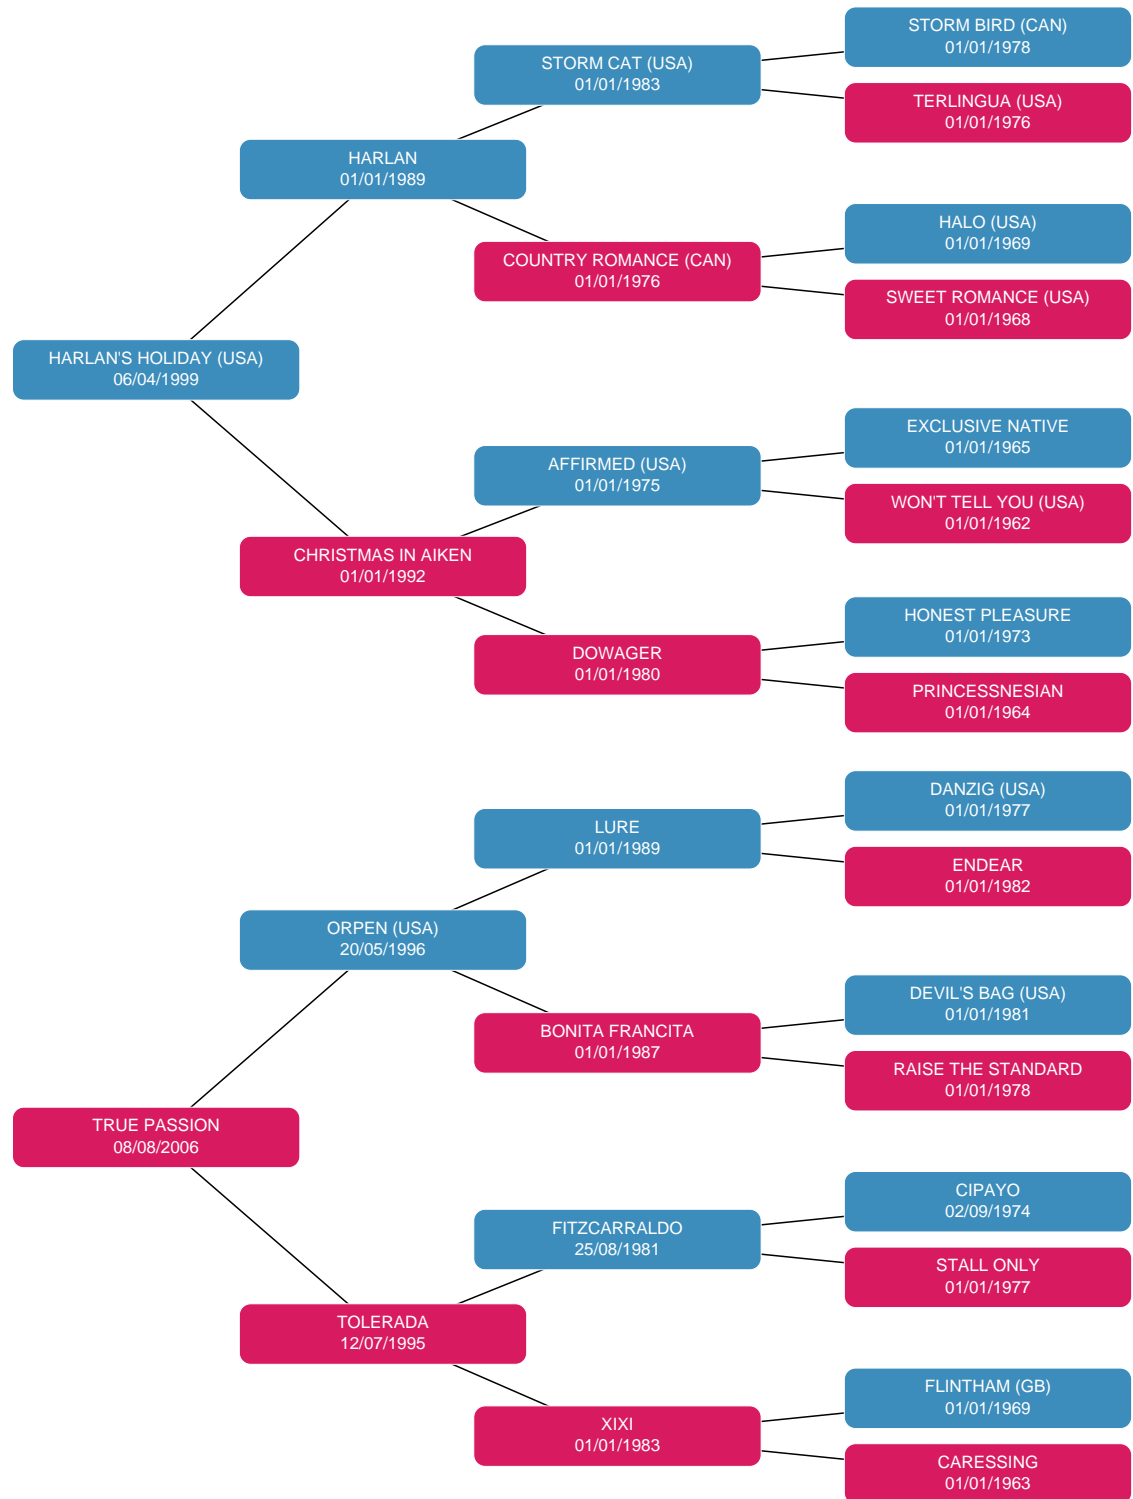 STORM BIRD (CAN)
01/01/1978
STORM CAT (USA)
01/01/1983
TERLINGUA (USA)
01/01/1976
HARLAN
01/01/1989
HALO (USA)
01/01/1969
COUNTRY ROMANCE (CAN)
01/01/1976
SWEET ROMANCE (USA)
01/01/1968
HARLAN'S HOLIDAY (USA)
06/04/1999
EXCLUSIVE NATIVE
01/01/1965
AFFIRMED (USA)
01/01/1975
WON'T TELL YOU (USA)
01/01/1962
CHRISTMAS IN AIKEN
01/01/1992
HONEST PLEASURE
01/01/1973
DOWAGER
01/01/1980
PRINCESSNESIAN
01/01/1964
DANZIG (USA)
01/01/1977
LURE
01/01/1989
ENDEAR
01/01/1982
ORPEN (USA)
20/05/1996
DEVIL'S BAG (USA)
01/01/1981
BONITA FRANCITA
01/01/1987
RAISE THE STANDARD
01/01/1978
TRUE PASSION
08/08/2006
CIPAYO
02/09/1974
FITZCARRALDO
25/08/1981
STALL ONLY
01/01/1977
TOLERADA
12/07/1995
FLINTHAM (GB)
01/01/1969
XIXI
01/01/1983
CARESSING
01/01/1963